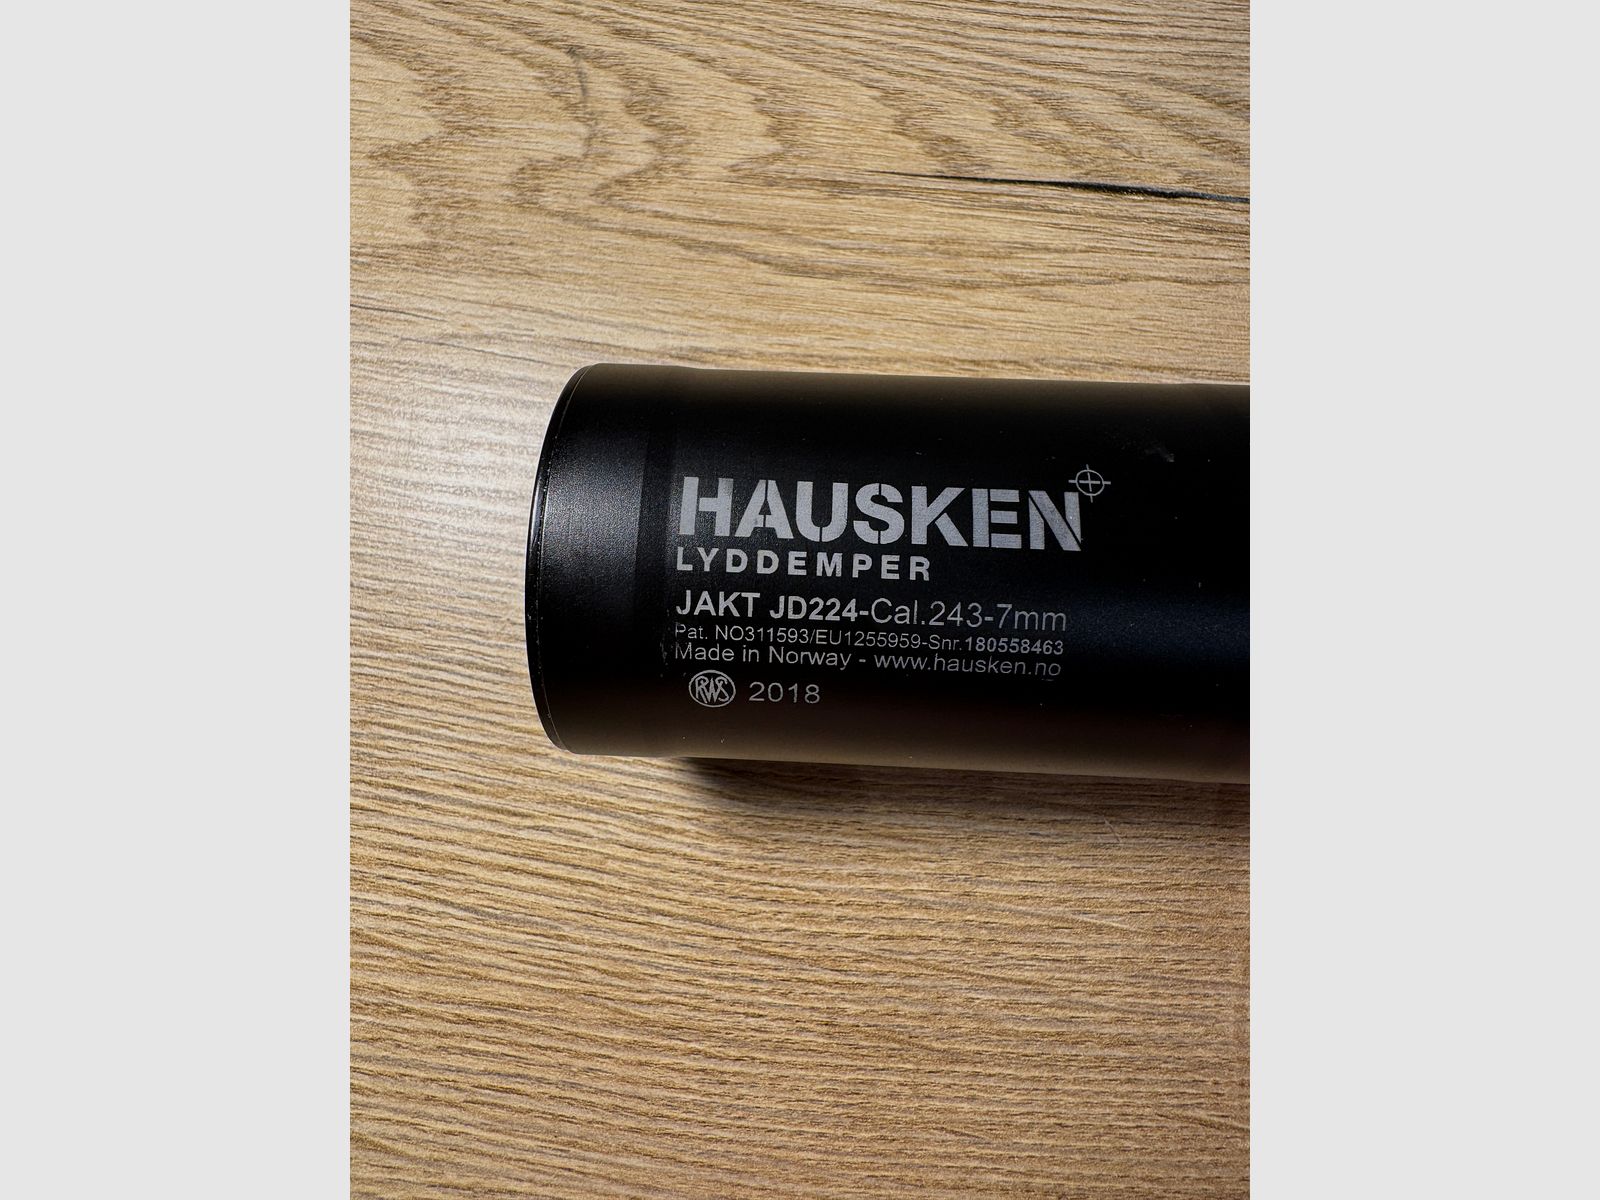 HAUSKEN
LYDDEMPER
JAKT JD224-Cal.243-7mm
Pat. NO311593/EU1255959-Snr.180558463
Made in Norway - www.hausken.no
RWS 2018